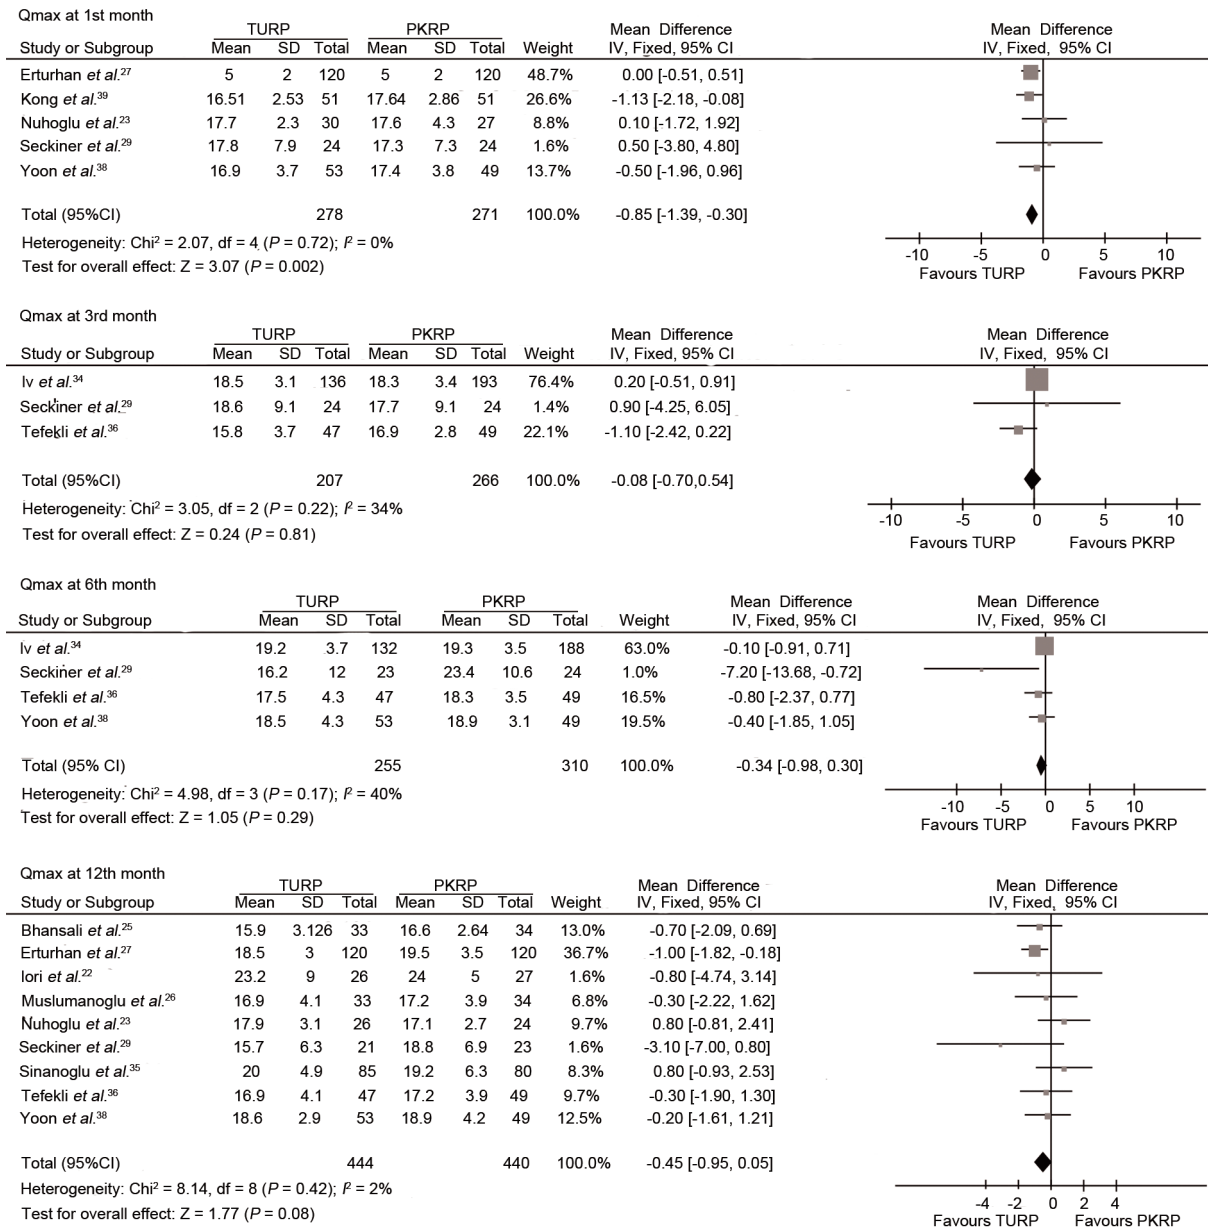 Qmax at 1st month
TURP PKRP Mean Difference Mean Difference
Study or Subgroup Mean SD Total Mean SD Total Weight IV, Fixed, 95% CI IV, Fixed, 95% CI
Erturhan et al.27 5 2 120 5 2 120 48.7% 0.00 [-0.51, 0.51]
Kong et al.39 16.51 2.53 51 17.64 2.86 51 26.6% -1.13 [-2.18, -0.08]
Nuhoglu et al.23 17.7 2.3 30 17.6 4.3 27 8.8% 0.10 [-1.72, 1.92]
Seckiner et al.29 17.8 7.9 24 17.3 7.3 24 1.6% 0.50 [-3.80, 4.80]
Yoon et al.38 16.9 3.7 53 17.4 3.8 49 13.7% -0.50 [-1.96, 0.96]
Total (95%CI) 278 271 100.0% -0.85 [-1.39, -0.30]
Heterogeneity: Chi² = 2.07, df = 4 (P = 0.72); I² = 0%
-10 -5 0 5 10
Test for overall effect: Z = 3.07 (P = 0.002)
Favours TURP Favours PKRP
Qmax at 3rd month
TURP PKRP Mean Difference Mean Difference
Study or Subgroup Mean SD Total Mean SD Total Weight IV, Fixed, 95% CI IV, Fixed, 95% CI
Iv et al.34 18.5 3.1 136 18.3 3.4 193 76.4% 0.20 [-0.51, 0.91]
Seckiner et al.29 18.6 9.1 24 17.7 9.1 24 1.4% 0.90 [-4.25, 6.05]
Tefekli et al.36 15.8 3.7 47 16.9 2.8 49 22.1% -1.10 [-2.42, 0.22]
Total (95%CI) 207 266 100.0% -0.08 [-0.70,0.54]
Heterogeneity: Chi² = 3.05, df = 2 (P = 0.22); I² = 34%
-10 -5 0 5 10
Test for overall effect: Z = 0.24 (P = 0.81)
Favours TURP Favours PKRP
Qmax at 6th month
TURP PKRP Mean Difference Mean Difference
Study or Subgroup Mean SD Total Mean SD Total Weight IV, Fixed, 95% CI IV, Fixed, 95% CI
Iv et al.34 19.2 3.7 132 19.3 3.5 188 63.0% -0.10 [-0.91, 0.71]
Seckiner et al.29 16.2 12 23 23.4 10.6 24 1.0% -7.20 [-13.68, -0.72]
Tefekli et al.36 17.5 4.3 47 18.3 3.5 49 16.5% -0.80 [-2.37, 0.77]
Yoon et al.38 18.5 4.3 53 18.9 3.1 49 19.5% -0.40 [-1.85, 1.05]
Total (95% CI) 255 310 100.0% -0.34 [-0.98, 0.30]
Heterogeneity: Chi² = 4.98, df = 3 (P = 0.17); I² = 40%
-10 -5 0 5 10
Test for overall effect: Z = 1.05 (P = 0.29)
Favours TURP Favours PKRP
Qmax at 12th month
TURP PKRP Mean Difference Mean Difference
Study or Subgroup Mean SD Total Mean SD Total Weight IV, Fixed, 95% CI IV, Fixed, 95% CI
Bhansali et al.25 15.9 3.126 33 16.6 2.64 34 13.0% -0.70 [-2.09, 0.69]
Erturhan et al.27 18.5 3 120 19.5 3.5 120 36.7% -1.00 [-1.82, -0.18]
Iori et al.22 23.2 9 26 24 5 27 1.6% -0.80 [-4.74, 3.14]
Muslumanoglu et al.26 16.9 4.1 33 17.2 3.9 34 6.8% -0.30 [-2.22, 1.62]
Nuhoglu et al.23 17.9 3.1 26 17.1 2.7 24 9.7% 0.80 [-0.81, 2.41]
Seckiner et al.29 15.7 6.3 21 18.8 6.9 23 1.6% -3.10 [-7.00, 0.80]
Sinanoglu et al.35 20 4.9 85 19.2 6.3 80 8.3% 0.80 [-0.93, 2.53]
Tefekli et al.36 16.9 4.1 47 17.2 3.9 49 9.7% -0.30 [-1.90, 1.30]
Yoon et al.38 18.6 2.9 53 18.9 4.2 49 12.5% -0.20 [-1.61, 1.21]
Total (95%CI) 444 440 100.0% -0.45 [-0.95, 0.05]
Heterogeneity: Chi² = 8.14, df = 8 (P = 0.42); I² = 2%
-4 -2 0 2 4
Test for overall effect: Z = 1.77 (P = 0.08)
Favours TURP Favours PKRP